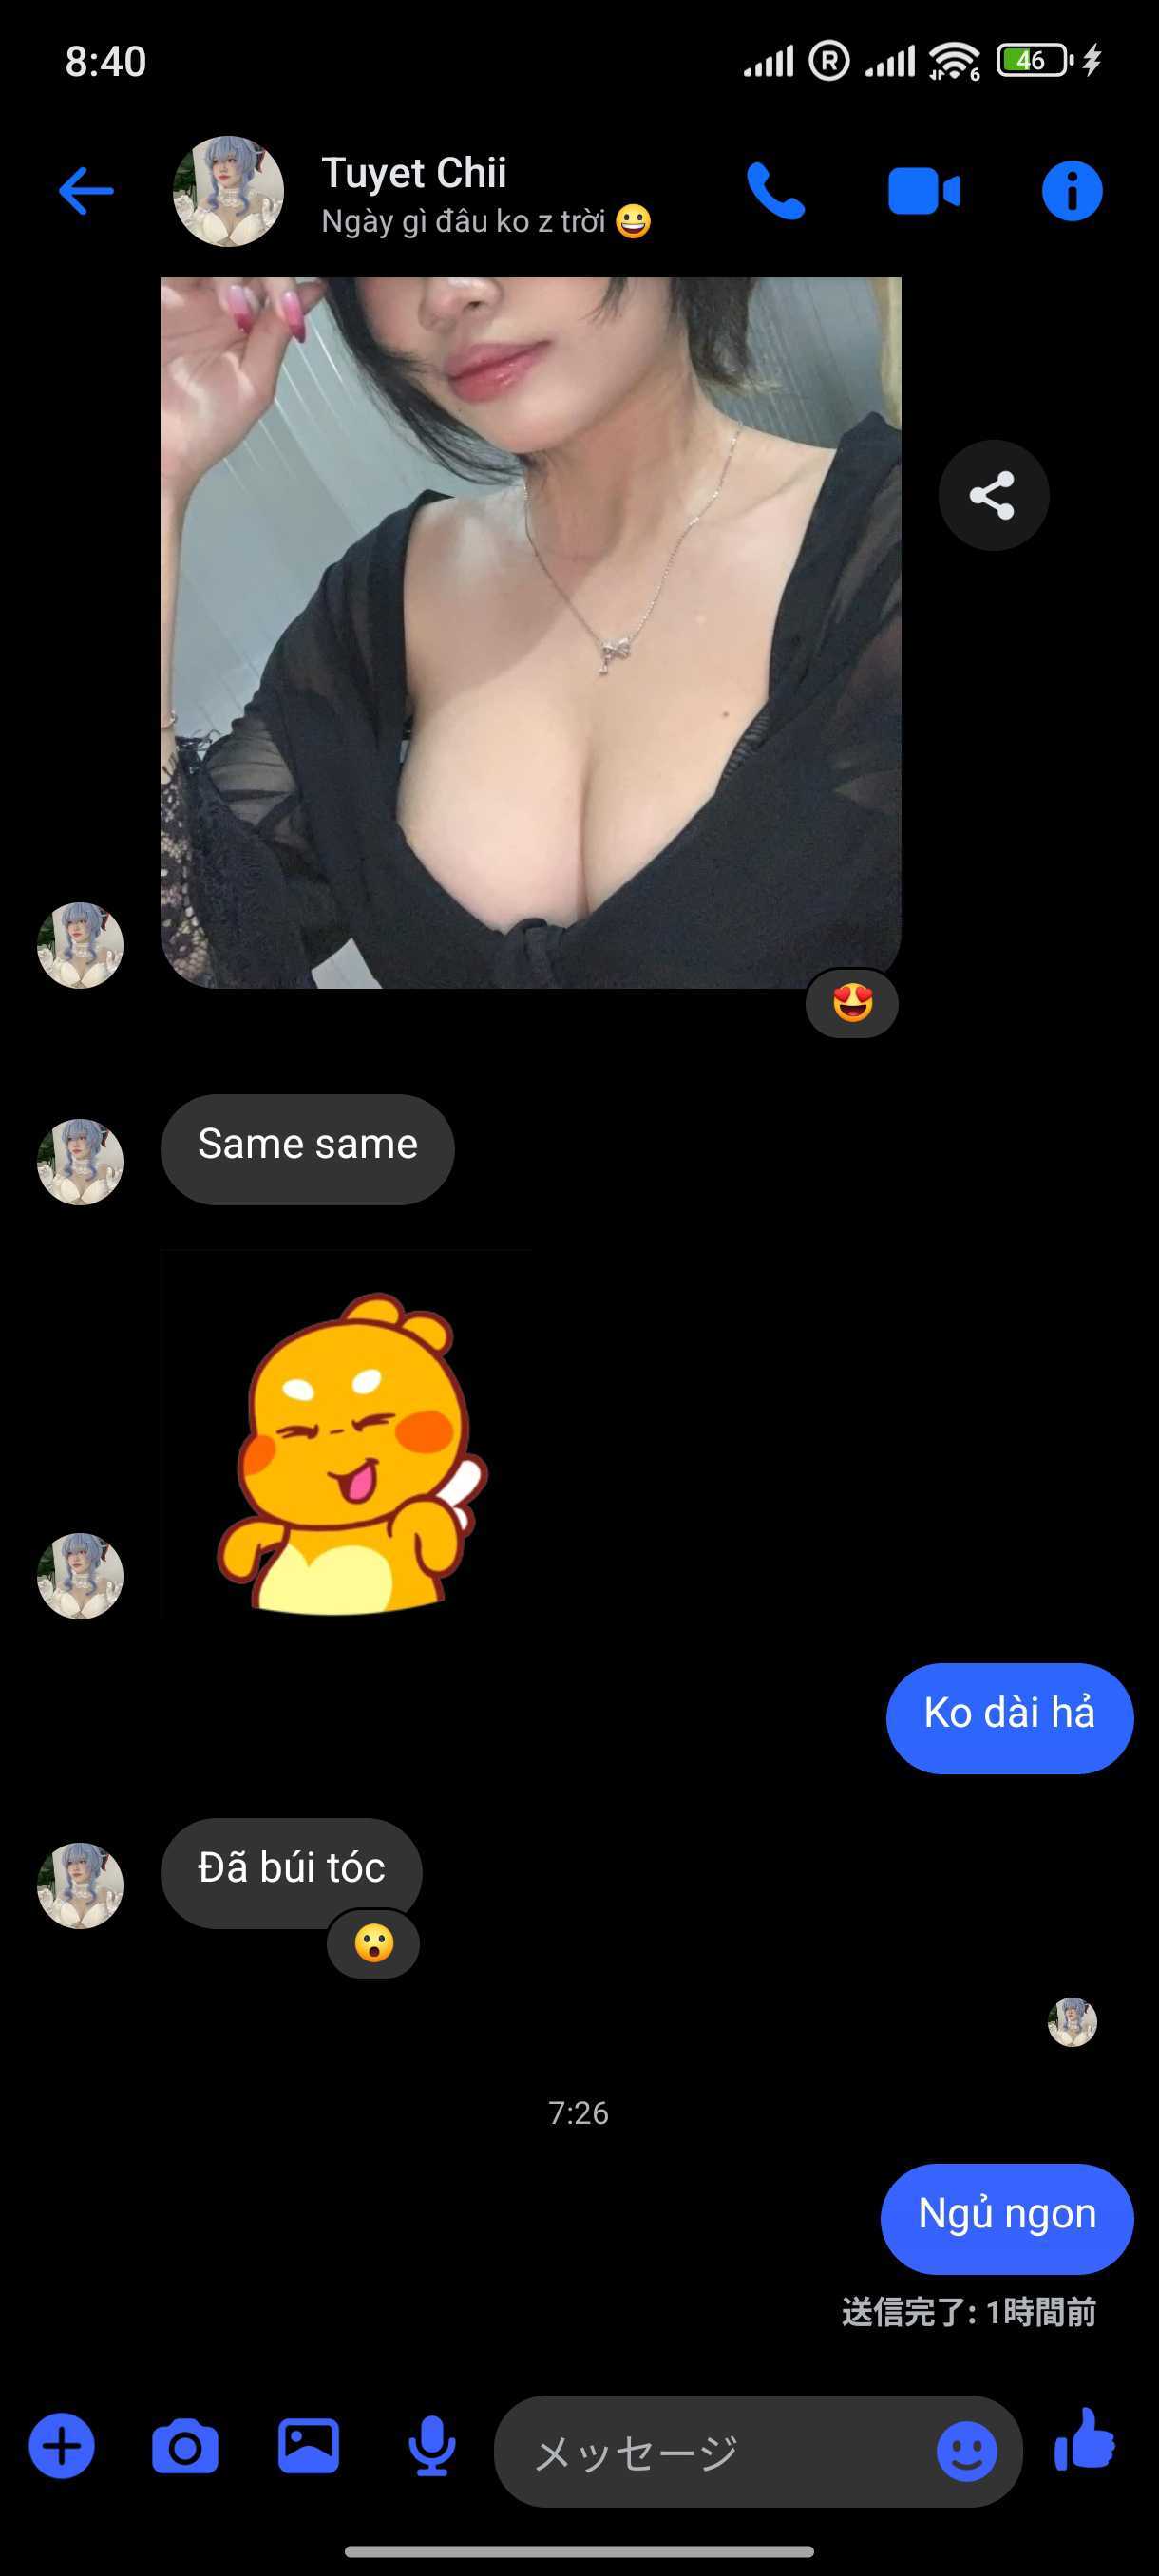 8:40
R
6
46
Tuyet Chii
Ngày gì đâu ko z trời 😀
Same same
Ko dài hả
Đã búi tóc
7:26
Ngủ ngon
送信完了: 1時間前
メッセージ